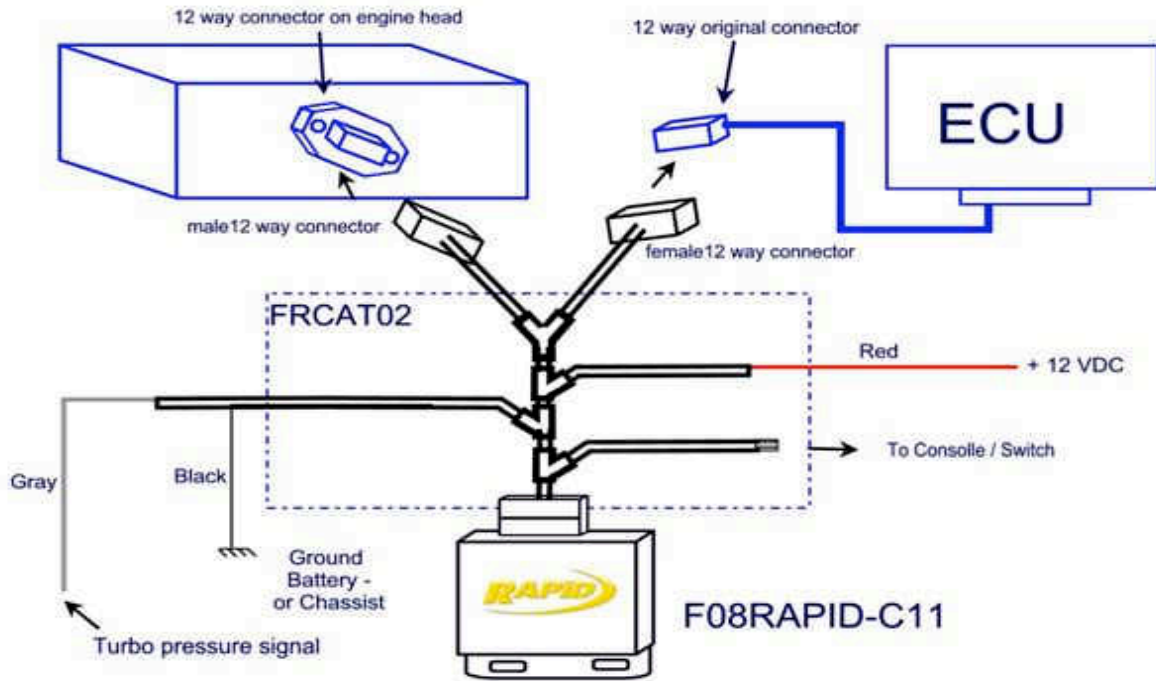 12 way connector on engine head
12 way original connector
ECU
male12 way connector
female12 way connector
FRCAT02
Red
+ 12 VDC
To Consolle / Switch
Gray
Black
Ground
Battery -
or Chassist
RAPID
F08RAPID-C11
Turbo pressure signal